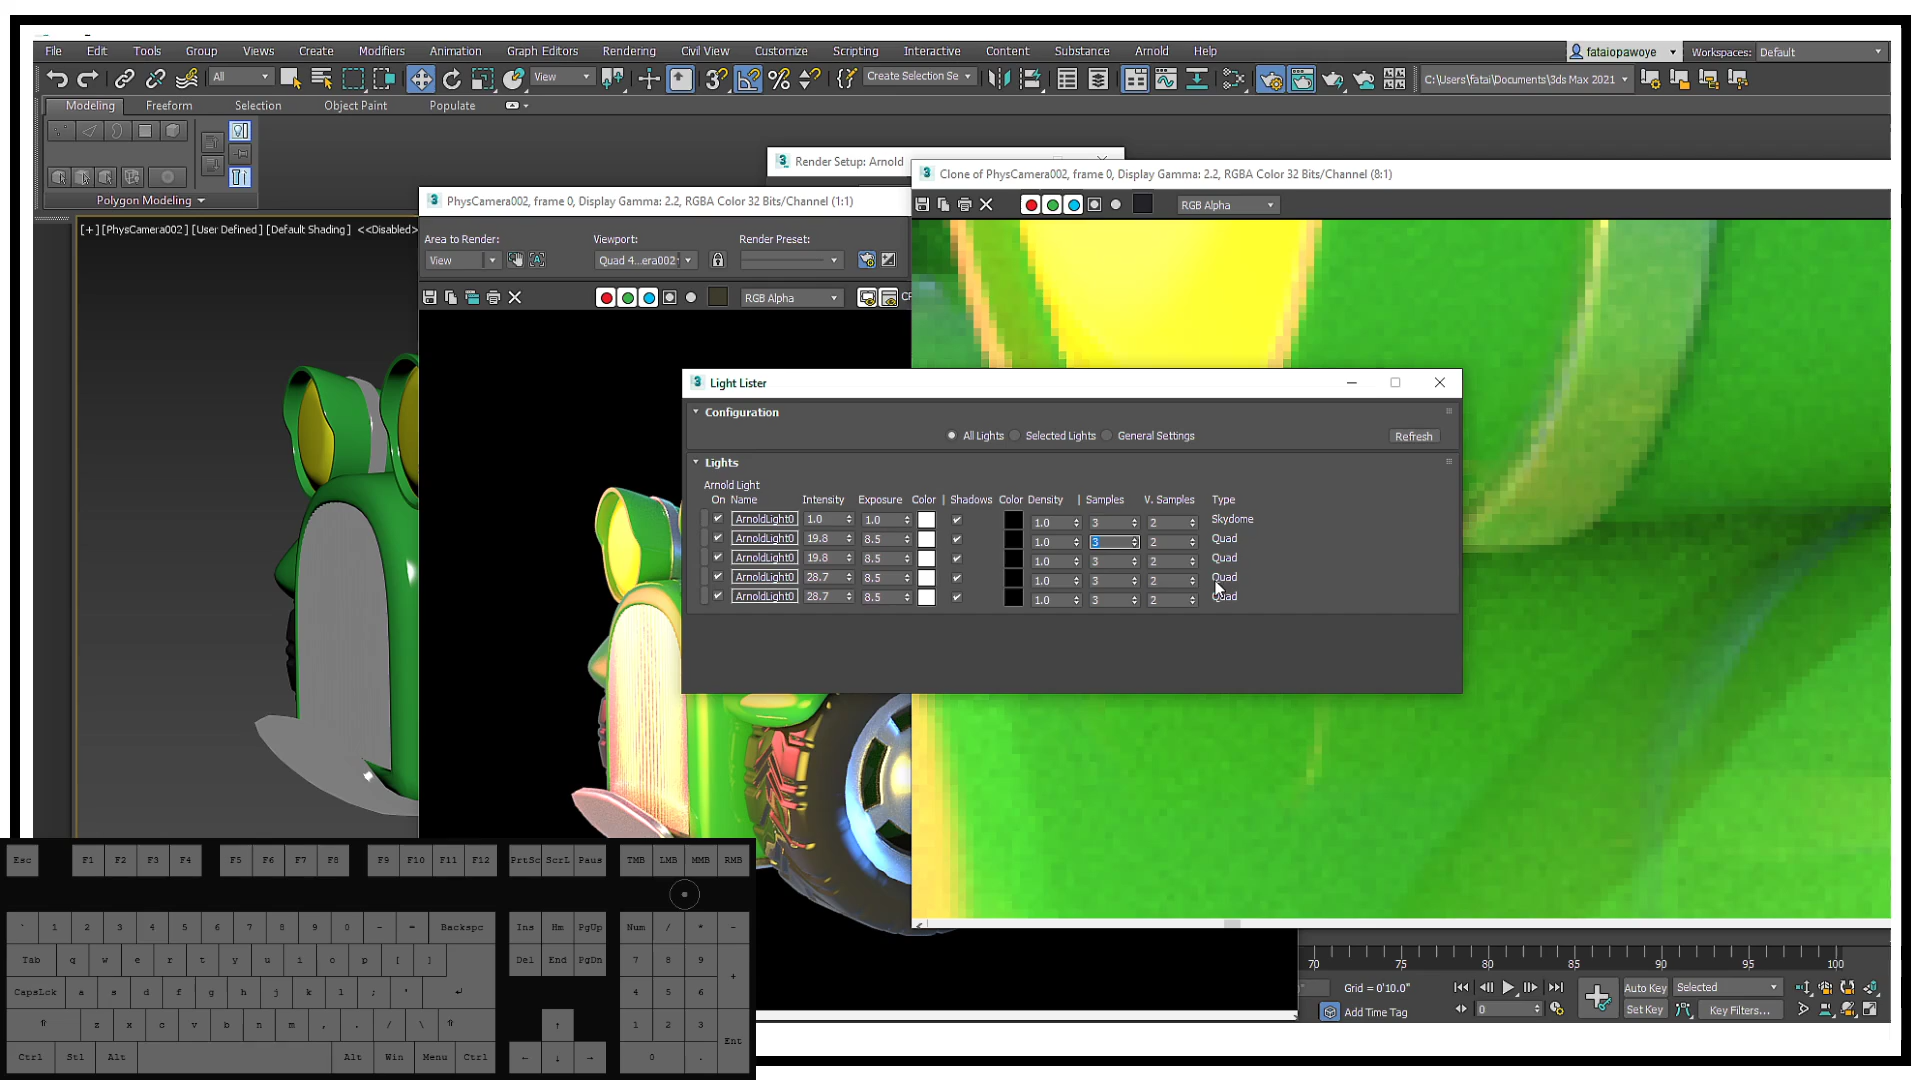 File Edit Tools Group Views Create Modifiers Animation Graph Editors Rendering Civil View Customize Scripting Interactive Content Substance Arnold Help fataiopawoye Workspaces: Default
All View Create Selection Se C:\Users\fatai\Documents\3ds Max 2021
Modeling Freeform Selection Object Paint Populate
Polygon Modeling
Render Setup: Arnold
Clone of PhysCamera002, frame 0, Display Gamma: 2.2, RGBA Color 32 Bits/Channel (8:1)
PhysCamera002, frame 0, Display Gamma: 2.2, RGBA Color 32 Bits/Channel (1:1)
RGB Alpha
[+] [PhysCamera002] [User Defined] [Default Shading] <<Disabled>
Area to Render: Viewport: Render Preset:
View Quad 4...era002
RGB Alpha
Light Lister
Configuration
All Lights Selected Lights General Settings Refresh
Lights
Arnold Light
On Name Intensity Exposure Color | Shadows Color Density | Samples V. Samples Type
ArnoldLight0 1.0 1.0 1.0 3 2 Skydome
ArnoldLight0 19.8 8.5 1.0 3 2 Quad
ArnoldLight0 19.8 8.5 1.0 3 2 Quad
ArnoldLight0 28.7 8.5 1.0 3 2 Quad
ArnoldLight0 28.7 8.5 1.0 3 2 Quad
Esc F1 F2 F3 F4 F5 F6 F7 F8 F9 F10 F11 F12 PrtSc ScrL Paus TMB LMB MMB RMB
` 1 2 3 4 5 6 7 8 9 0 - = Backspc Ins Hm PgUp Num / * -
Tab q w e r t y u i o p [ ] Del End PgDn 7 8 9 +
CapsLck a s d f g h j k l ; ' ↵ 4 5 6
⇧ z x c v b n m , . / \ ⇧ ↑ 1 2 3 Ent
Ctrl Stl Alt Alt Win Menu Ctrl ← ↓ → 0 .
70 75 80 85 90 95 100
Grid = 0'10.0" Auto Key Selected
Add Time Tag 0 Set Key Key Filters...